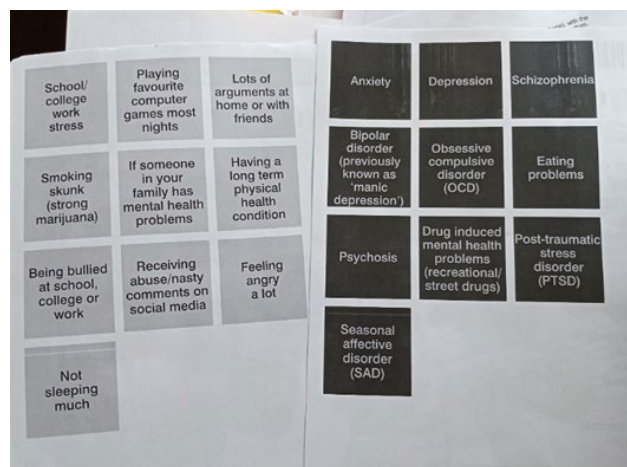 School/
college
work
stress
Playing
favourite
computer
games most
nights
Lots of
arguments at
home or with
friends
Smoking
skunk
(strong
marijuana)
If someone
in your
family has
mental health
problems
Having a
long term
physical
health
condition
Being bullied
at school,
college or
work
Receiving
abuse/nasty
comments on
social media
Feeling
angry
a lot
Not
sleeping
much
Anxiety
Depression
Schizophrenia
Bipolar
disorder
(previously
known as
'manic
depression')
Obsessive
compulsive
disorder
(OCD)
Eating
problems
Psychosis
Drug induced
mental health
problems
(recreational/
street drugs)
Post-traumatic
stress
disorder
(PTSD)
Seasonal
affective
disorder
(SAD)